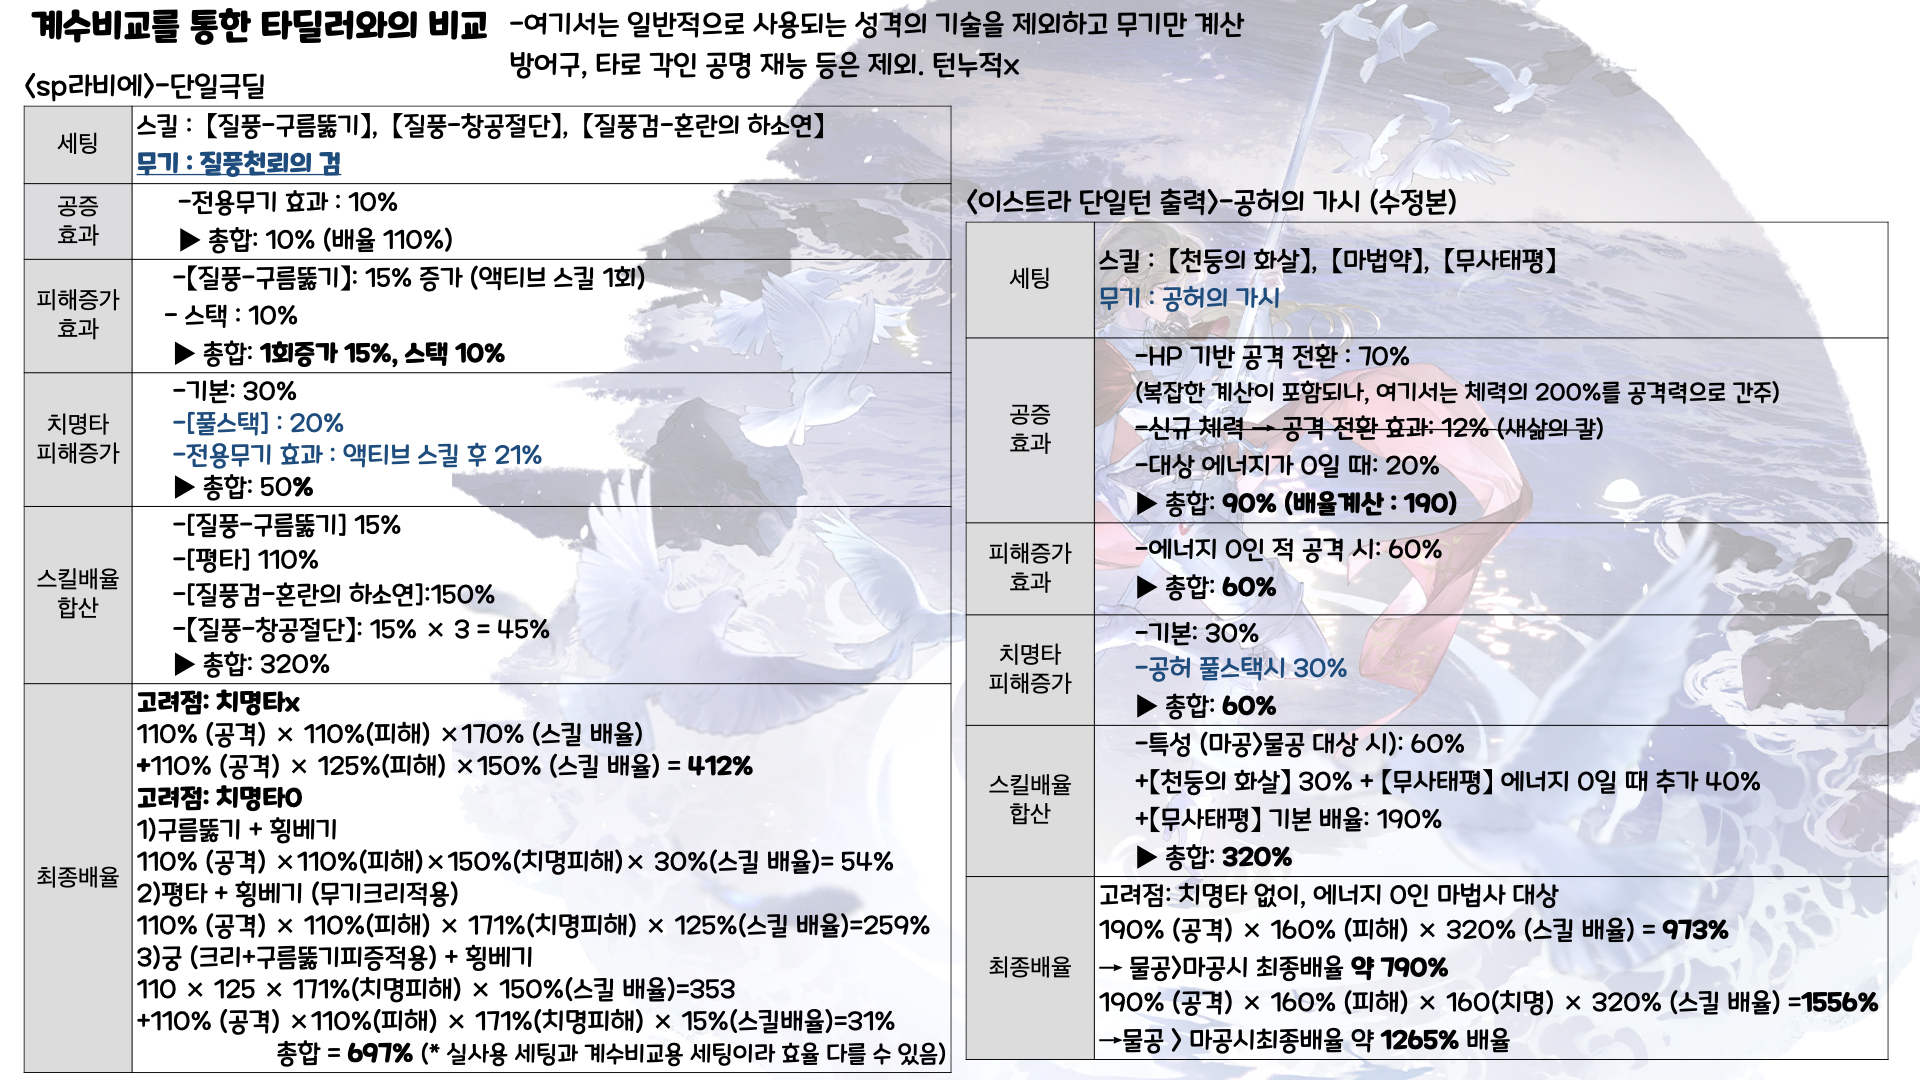 계수비교를 통한 타딜러와의 비교
-여기서는 일반적으로 사용되는 성격의 기술을 제외하고 무기만 계산
방어구, 타로 각인 공명 재능 등은 제외. 턴누적x
<sp라비에>-단일극딜
세팅
스킬 : 【질풍-구름뚫기】, 【질풍-창공절단】, 【질풍검-혼란의 하소연】
무기 : 질풍천뢰의 검
공증
효과
-전용무기 효과 : 10%
▶ 총합: 10% (배율 110%)
피해증가
효과
-【질풍-구름뚫기】: 15% 증가 (액티브 스킬 1회)
- 스택 : 10%
▶ 총합: 1회증가 15%, 스택 10%
치명타
피해증가
-기본: 30%
-[풀스택] : 20%
-전용무기 효과 : 액티브 스킬 후 21%
▶ 총합: 50%
스킬배율
합산
-[질풍-구름뚫기] 15%
-[평타] 110%
-[질풍검-혼란의 하소연]:150%
-【질풍-창공절단】: 15% × 3 = 45%
▶ 총합: 320%
최종배율
고려점: 치명타x
110% (공격) × 110%(피해) ×170% (스킬 배율)
+110% (공격) × 125%(피해) ×150% (스킬 배율) = 412%
고려점: 치명타O
1)구름뚫기 + 횡베기
110% (공격) ×110%(피해)×150%(치명피해)× 30%(스킬 배율)= 54%
2)평타 + 횡베기 (무기크리적용)
110% (공격) × 110%(피해) × 171%(치명피해) × 125%(스킬 배율)=259%
3)궁 (크리+구름뚫기피증적용) + 횡베기
110 × 125 × 171%(치명피해) × 150%(스킬 배율)=353
+110% (공격) ×110%(피해) × 171%(치명피해) × 15%(스킬배율)=31%
총합 = 697% (* 실사용 세팅과 계수비교용 세팅이라 효율 다를 수 있음)
<이스트라 단일턴 출력>-공허의 가시 (수정본)
세팅
스킬 : 【천둥의 화살】, 【마법약】, 【무사태평】
무기 : 공허의 가시
공증
효과
-HP 기반 공격 전환 : 70%
(복잡한 계산이 포함되나, 여기서는 체력의 200%를 공격력으로 간주)
-신규 체력 → 공격 전환 효과: 12% (새삶의 칼)
-대상 에너지가 0일 때: 20%
▶ 총합: 90% (배율계산 : 190)
피해증가
효과
-에너지 0인 적 공격 시: 60%
▶ 총합: 60%
치명타
피해증가
-기본: 30%
-공허 풀스택시 30%
▶ 총합: 60%
스킬배율
합산
-특성 (마공>물공 대상 시): 60%
+【천둥의 화살】 30% + 【무사태평】 에너지 0일 때 추가 40%
+【무사태평】 기본 배율: 190%
▶ 총합: 320%
최종배율
고려점: 치명타 없이, 에너지 0인 마법사 대상
190% (공격) × 160% (피해) × 320% (스킬 배율) = 973%
→ 물공>마공시 최종배율 약 790%
190% (공격) × 160% (피해) × 160(치명) × 320% (스킬 배율) =1556%
→물공 > 마공시최종배율 약 1265% 배율